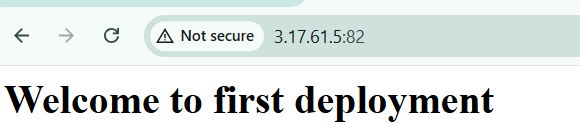 Not secure 3.17.61.5:82
Welcome to first deployment